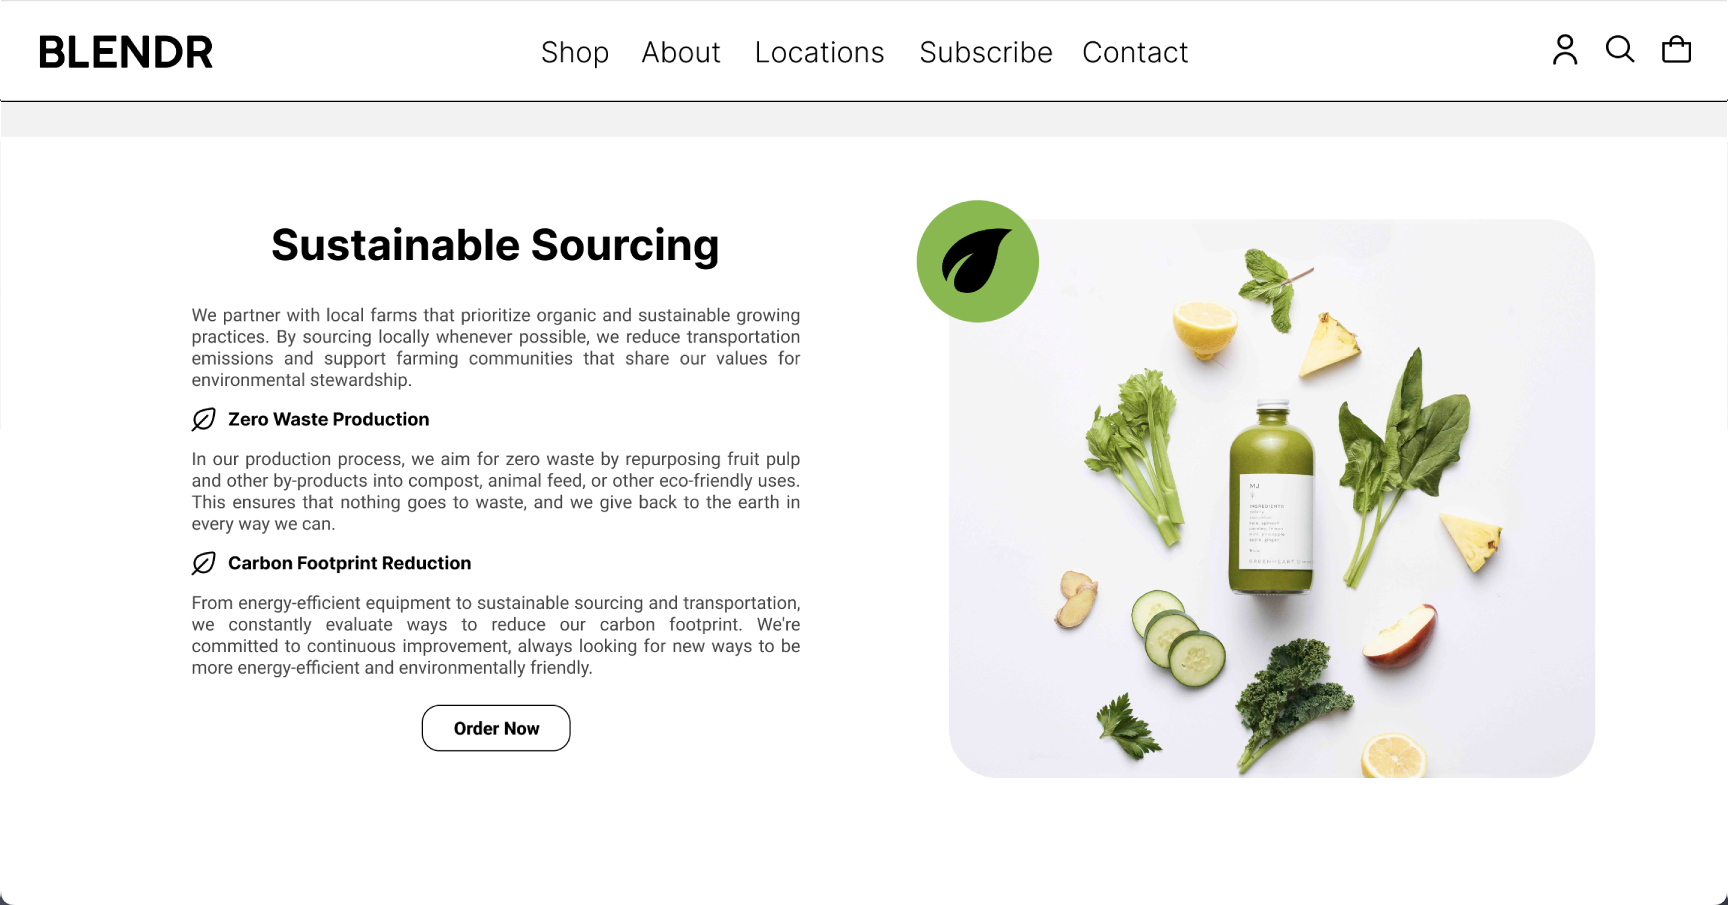 BLENDR
Shop About Locations Subscribe Contact
Sustainable Sourcing
We partner with local farms that prioritize organic and sustainable growing
practices. By sourcing locally whenever possible, we reduce transportation
emissions and support farming communities that share our values for
environmental stewardship.
Zero Waste Production
In our production process, we aim for zero waste by repurposing fruit pulp
and other by-products into compost, animal feed, or other eco-friendly uses.
This ensures that nothing goes to waste, and we give back to the earth in
every way we can.
Carbon Footprint Reduction
From energy-efficient equipment to sustainable sourcing and transportation,
we constantly evaluate ways to reduce our carbon footprint. We're
committed to continuous improvement, always looking for new ways to be
more energy-efficient and environmentally friendly.
Order Now
MJ
INGREDIENTS